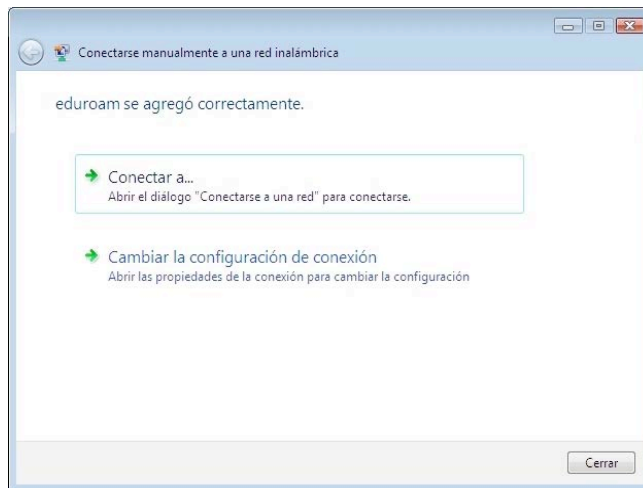 Conectarse manualmente a una red inalámbrica
eduroam se agregó correctamente.
Conectar a...
Abrir el diálogo "Conectarse a una red" para conectarse.
Cambiar la configuración de conexión
Abrir las propiedades de la conexión para cambiar la configuración
Cerrar